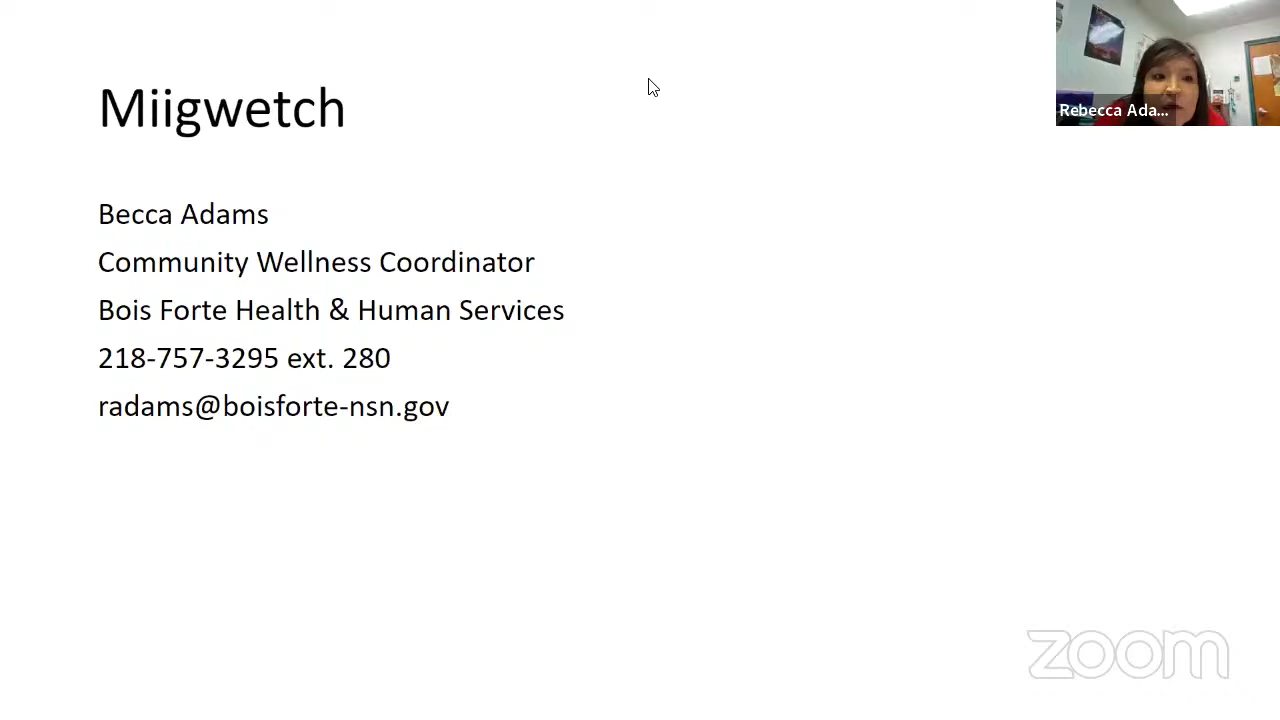 Miigwetch
Rebecca Ada...
Becca Adams
Community Wellness Coordinator
Bois Forte Health & Human Services
218-757-3295 ext. 280
radams@boisforte-nsn.gov
zoom